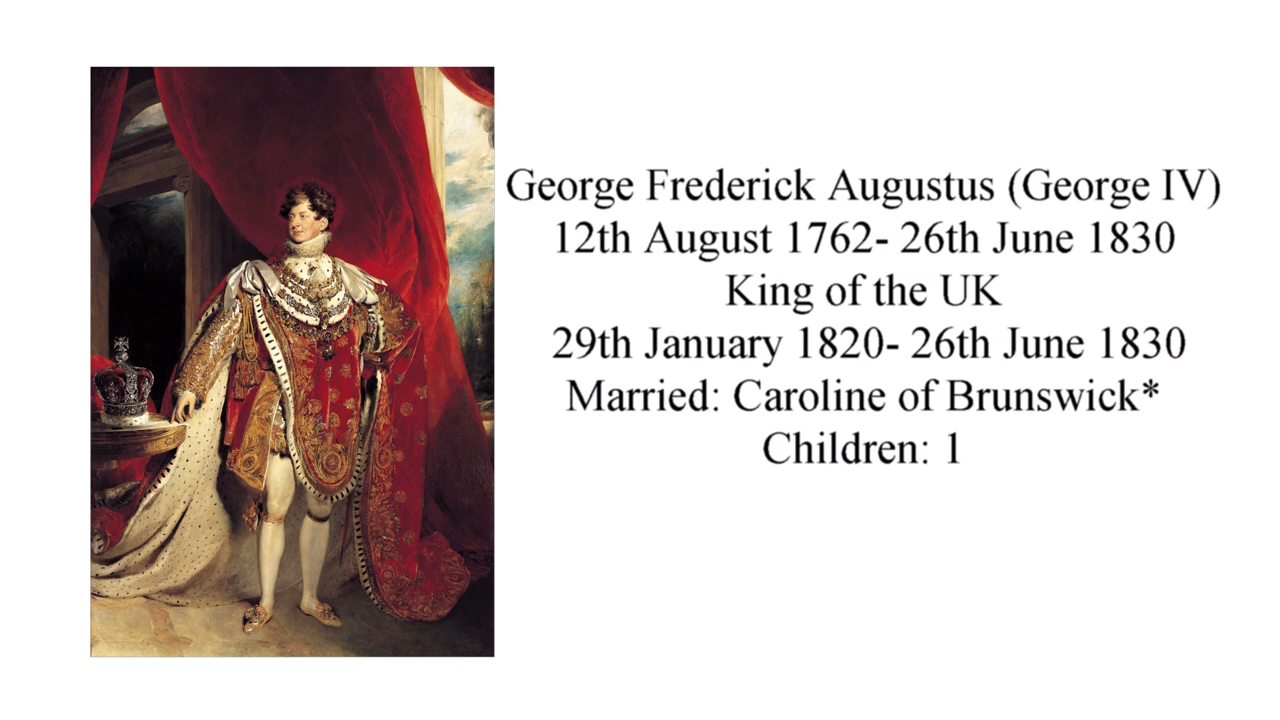 George Frederick Augustus (George IV)
12th August 1762- 26th June 1830
King of the UK
29th January 1820- 26th June 1830
Married: Caroline of Brunswick*
Children: 1